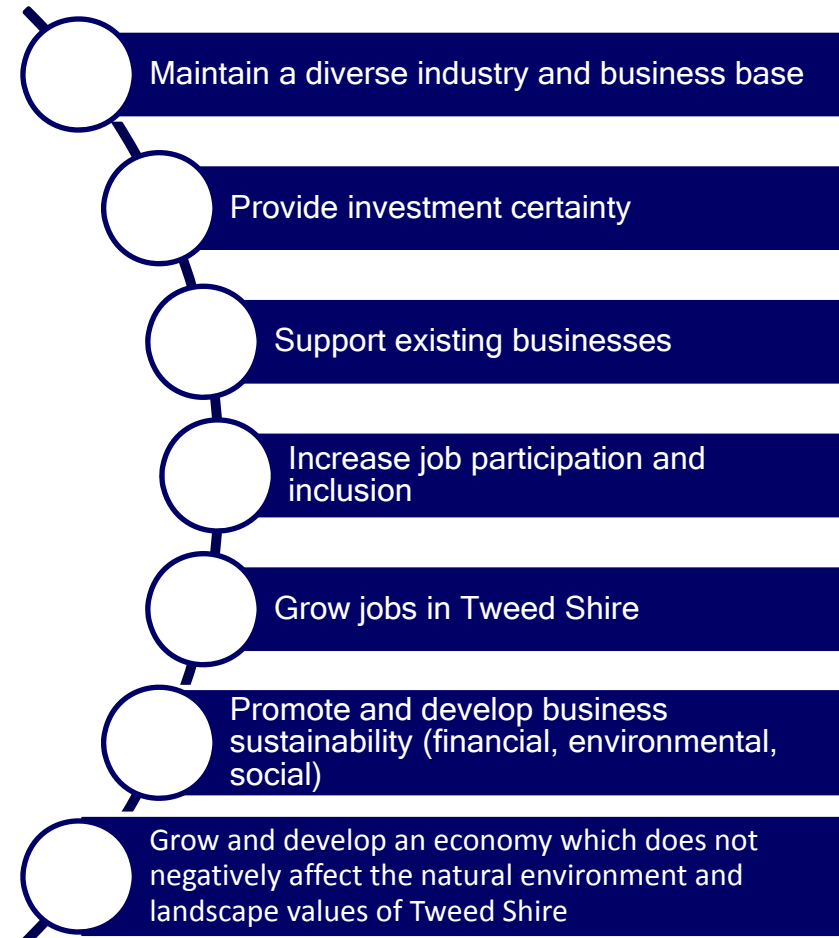 Maintain a diverse industry and business base
Provide investment certainty
Support existing businesses
Increase job participation and
inclusion
Grow jobs in Tweed Shire
Promote and develop business
sustainability (financial, environmental,
social)
Grow and develop an economy which does not
negatively affect the natural environment and
landscape values of Tweed Shire